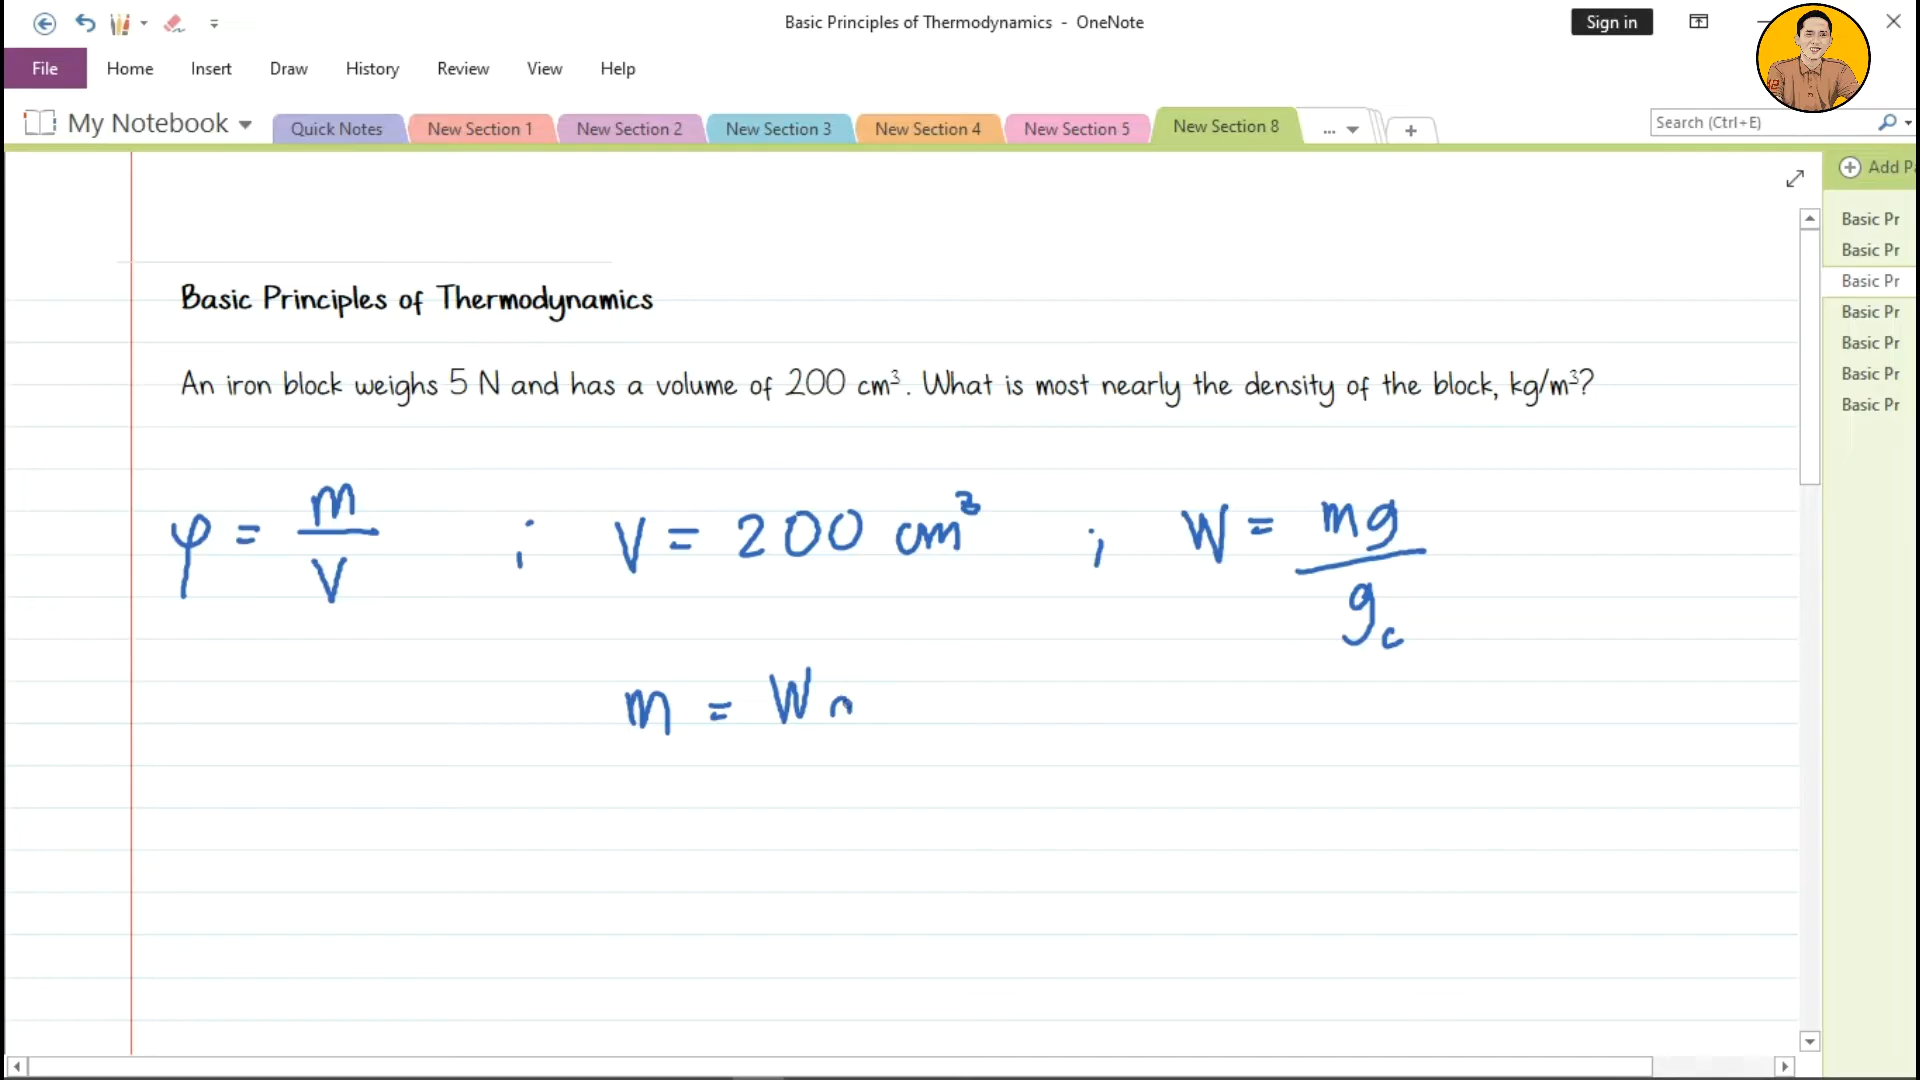 Basic Principles of Thermodynamics - OneNote
Sign in
File Home Insert Draw History Review View Help
My Notebook Quick Notes New Section 1 New Section 2 New Section 3 New Section 4 New Section 5 New Section 8 ... + Search (Ctrl+E)
Add P
Basic Pr
Basic Pr
Basic Pr
Basic Pr
Basic Pr
Basic Pr
Basic Pr
Basic Principles of Thermodynamics
An iron block weighs 5 N and has a volume of 200 cm³. What is most nearly the density of the block, kg/m³?
φ = m/V ; V = 200 cm³ ; W = mg/g꜀
m = W